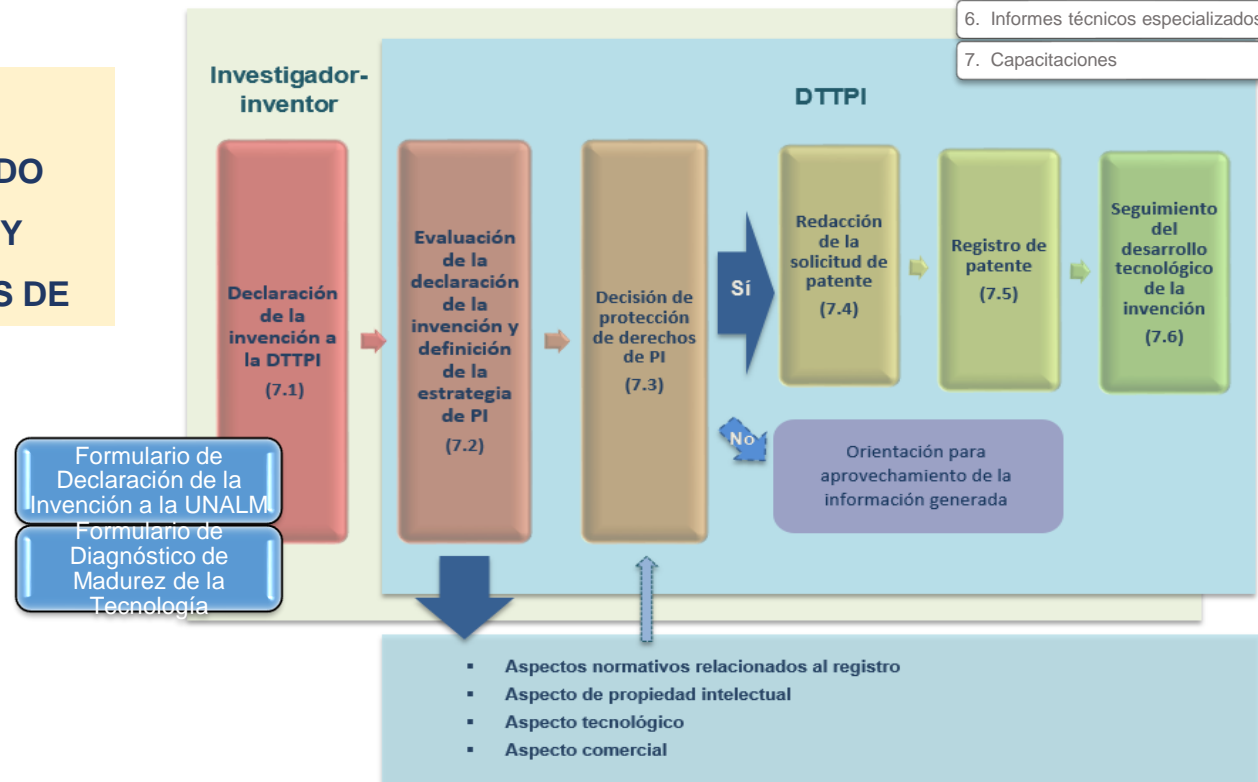 6. Informes técnicos especializados
7. Capacitaciones
DO
Y
S DE
Investigador-
inventor
DTTPI
Declaración
de la
invención a
la DTTPI
(7.1)
Evaluación
de la
declaración
de la
invención y
definición
de la
estrategia
de PI
(7.2)
Decisión de
protección
de derechos
de PI
(7.3)
Sí
Redacción
de la
solicitud de
patente
(7.4)
Registro de
patente
(7.5)
Seguimiento
del
desarrollo
tecnológico
de la
invención
(7.6)
No
Orientación para
aprovechamiento de la
información generada
Formulario de
Declaración de la
Invención a la UNALM
Formulario de
Diagnóstico de
Madurez de la
Tecnología
▪ Aspectos normativos relacionados al registro
▪ Aspecto de propiedad intelectual
▪ Aspecto tecnológico
▪ Aspecto comercial